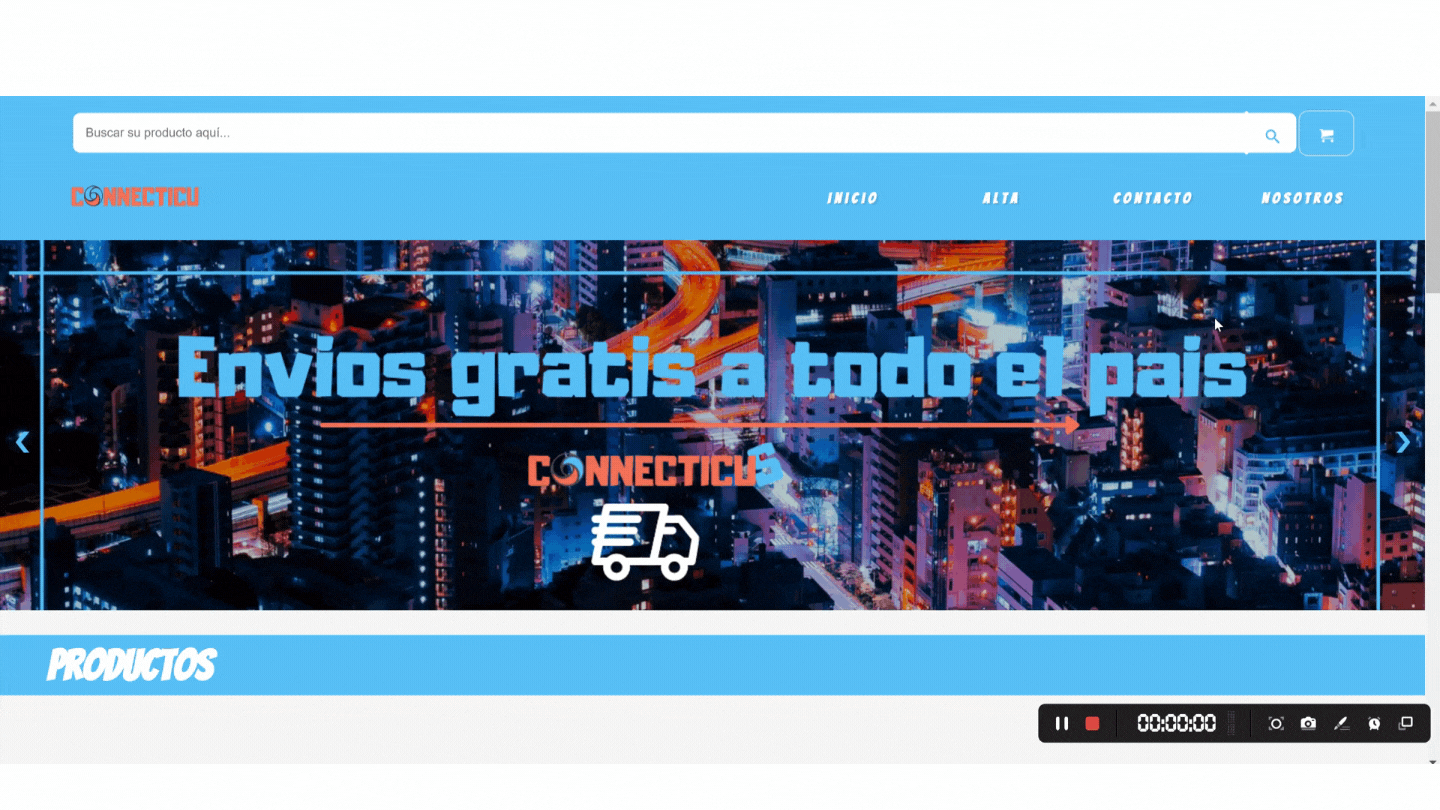 Buscar su producto aquí...
CONNECTICU
INICIO ALTA CONTACTO NOSOTROS
Envios gratis a todo el pais
CONNECTICUS
PRODUCTOS
00:00:00